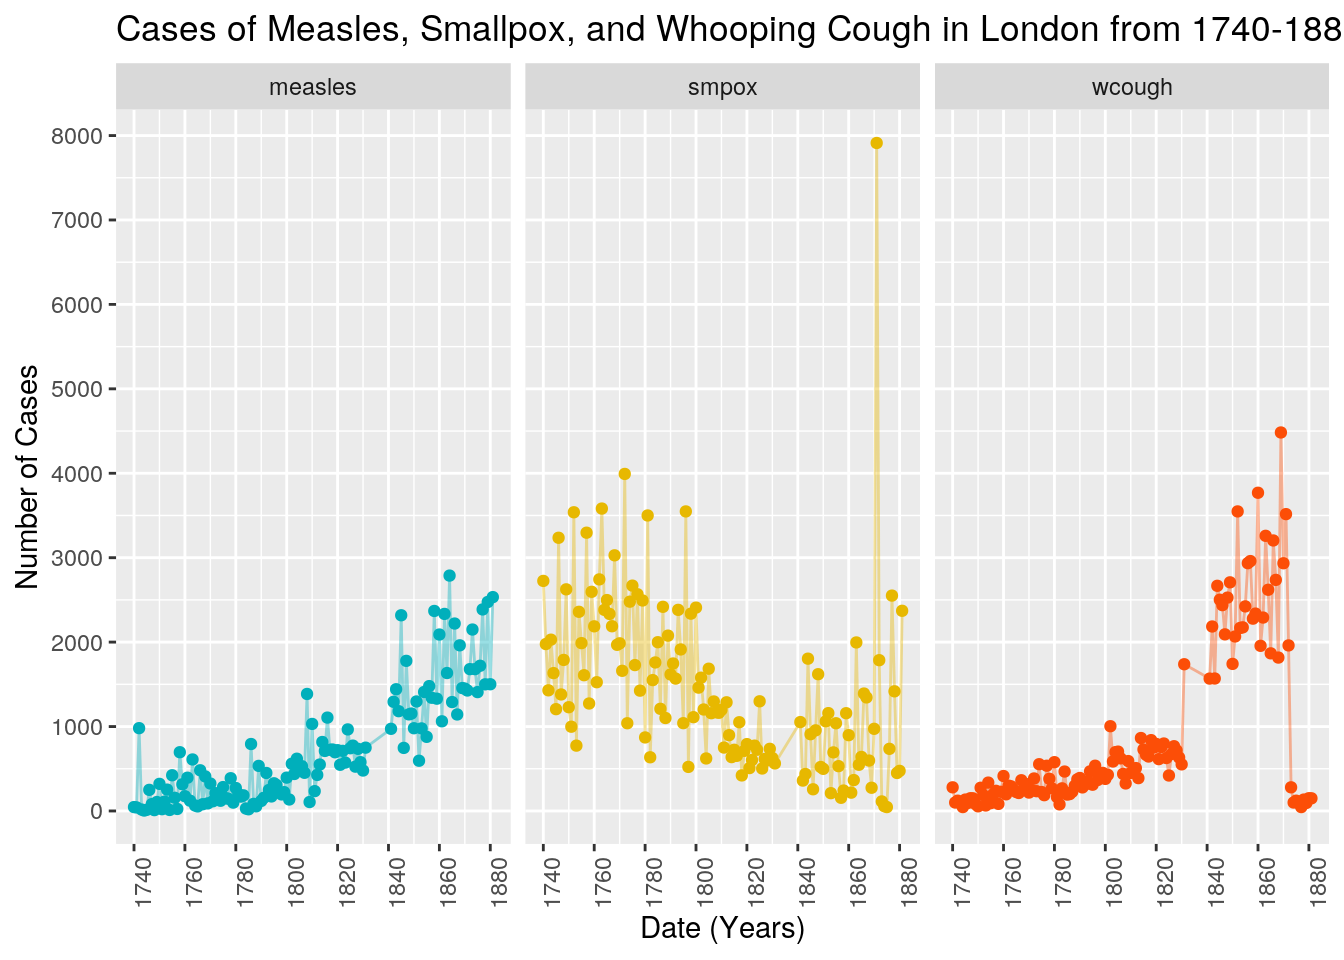 Cases of Measles, Smallpox, and Whooping Cough in London from 1740-188
measles smpox wcough
8000
7000
6000
5000
4000
3000
2000
1000
0
Number of Cases
1740 1760 1780 1800 1820 1840 1860 1880 1740 1760 1780 1800 1820 1840 1860 1880 1740 1760 1780 1800 1820 1840 1860 1880
Date (Years)